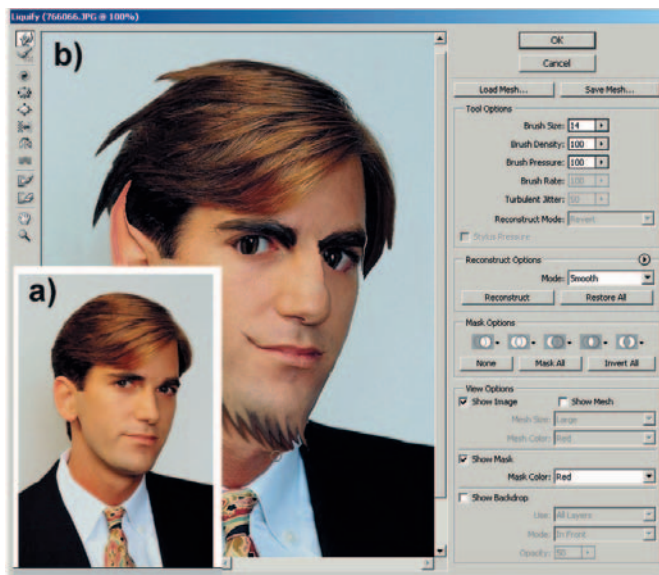 Liquify (766066.JPG @ 100%)
b)
a)
OK
Cancel
Load Mesh...
Save Mesh...
Tool Options
Brush Size: 14
Brush Density: 100
Brush Pressure: 100
Brush Rate: 100
Turbulent Jitter: 50
Reconstruct Mode: Revert
Stylus Pressure
Reconstruct Options
Mode: Smooth
Reconstruct
Restore All
Mask Options
None
Mask All
Invert All
View Options
Show Image
Show Mesh
Mesh Size: Large
Mesh Color: Red
Show Mask
Mask Color: Red
Show Backdrop
Use: All Layers
Mode: In Front
Opacity: 50